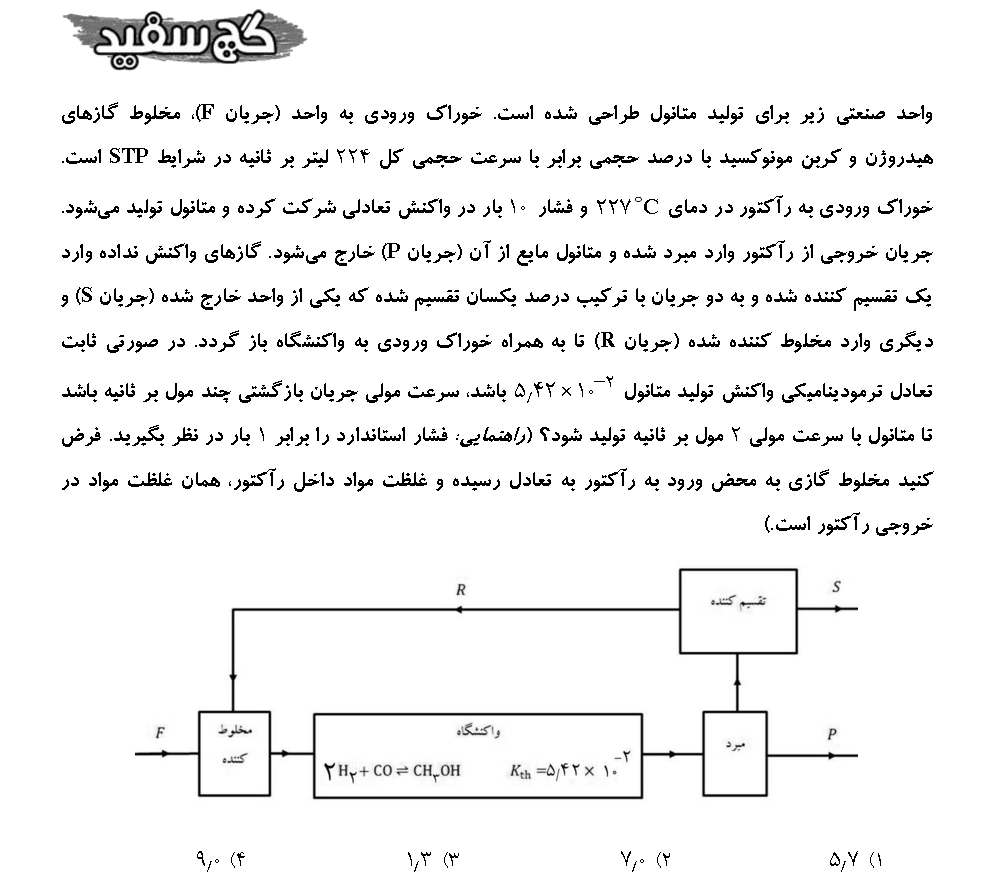 گچ سفید
واحد صنعتی زیر برای تولید متانول طراحی شده است. خوراک ورودی به واحد (جریان F)، مخلوط گازهای
هیدروژن و کربن مونوکسید با درصد حجمی برابر با سرعت حجمی کل ۲۲۴ لیتر بر ثانیه در شرایط STP است.
خوراک ورودی به رآکتور در دمای ۲۲۷°C و فشار ۱۰ بار در واکنش تعادلی شرکت کرده و متانول تولید می‌شود.
جریان خروجی از رآکتور وارد مبرد شده و متانول مایع از آن (جریان P) خارج می‌شود. گازهای واکنش نداده وارد
یک تقسیم کننده شده و به دو جریان با ترکیب درصد یکسان تقسیم شده که یکی از واحد خارج شده (جریان S) و
دیگری وارد مخلوط کننده شده (جریان R) تا به همراه خوراک ورودی به واکنشگاه باز گردد. در صورتی ثابت
تعادل ترمودینامیکی واکنش تولید متانول ۵٫۴۲ × ۱۰⁻² باشد، سرعت مولی جریان بازگشتی چند مول بر ثانیه باشد
تا متانول با سرعت مولی ۲ مول بر ثانیه تولید شود؟ (راهنمایی: فشار استاندارد را برابر ۱ بار در نظر بگیرید. فرض
کنید مخلوط گازی به محض ورود به رآکتور به تعادل رسیده و غلظت مواد داخل رآکتور، همان غلظت مواد در
خروجی رآکتور است.)
R
تقسیم کننده
S
F
مخلوط
کننده
واکنشگاه
۲H₂ + CO ⇌ CH₃OH Kth = ۵٫۴۲ × ۱۰⁻²
مبرد
P
۱) ۵٫۷ ۲) ۷٫۰ ۳) ۱٫۳ ۴) ۹٫۰